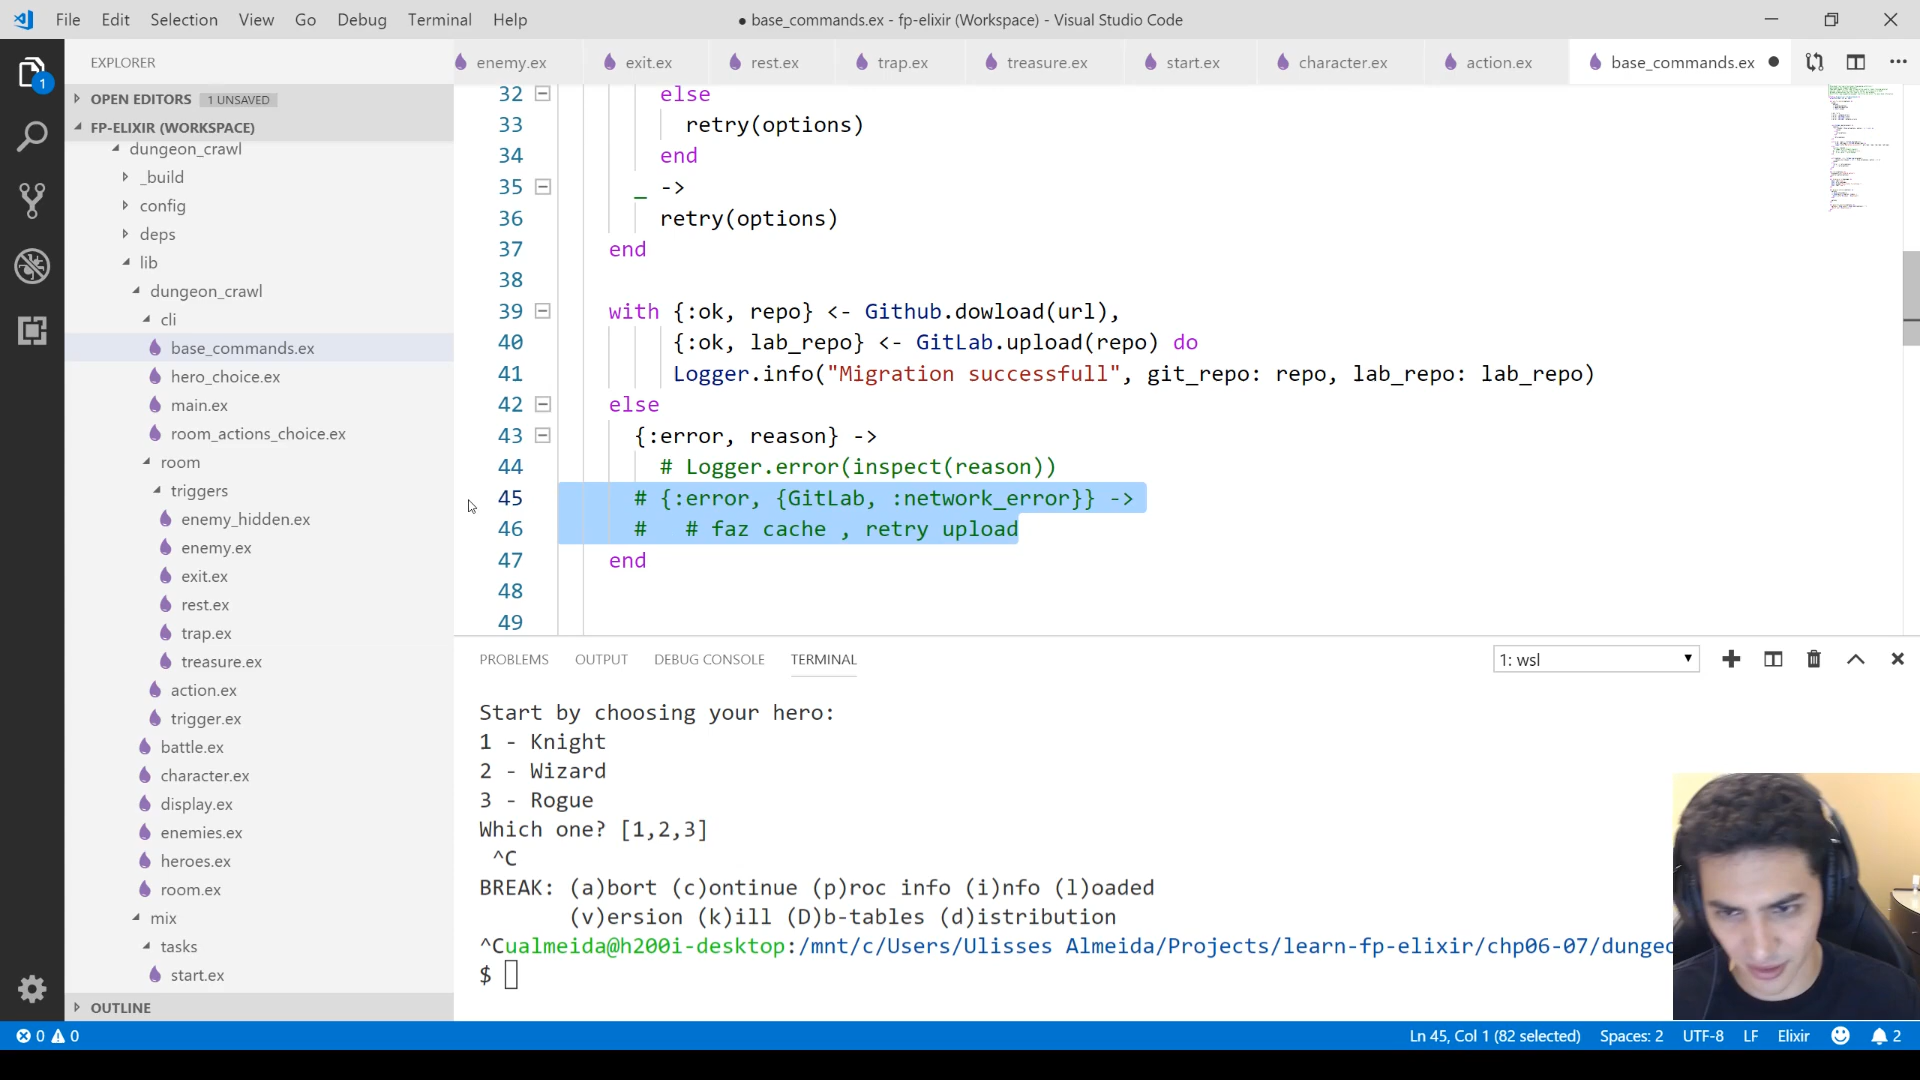 File Edit Selection View Go Debug Terminal Help
● base_commands.ex - fp-elixir (Workspace) - Visual Studio Code
EXPLORER
enemy.ex exit.ex rest.ex trap.ex treasure.ex start.ex character.ex action.ex base_commands.ex
1
OPEN EDITORS 1 UNSAVED
FP-ELIXIR (WORKSPACE)
dungeon_crawl
_build
config
deps
lib
dungeon_crawl
cli
base_commands.ex
hero_choice.ex
main.ex
room_actions_choice.ex
room
triggers
enemy_hidden.ex
enemy.ex
exit.ex
rest.ex
trap.ex
treasure.ex
action.ex
trigger.ex
battle.ex
character.ex
display.ex
enemies.ex
heroes.ex
room.ex
mix
tasks
start.ex
OUTLINE
32 else
33 retry(options)
34 end
35 _ ->
36 retry(options)
37 end
38
39 with {:ok, repo} <- Github.dowload(url),
40 {:ok, lab_repo} <- GitLab.upload(repo) do
41 Logger.info("Migration successfull", git_repo: repo, lab_repo: lab_repo)
42 else
43 {:error, reason} ->
44 # Logger.error(inspect(reason))
45 # {:error, {GitLab, :network_error}} ->
46 # # faz cache , retry upload
47 end
48
49
PROBLEMS OUTPUT DEBUG CONSOLE TERMINAL
1: wsl
Start by choosing your hero:
1 - Knight
2 - Wizard
3 - Rogue
Which one? [1,2,3]
^C
BREAK: (a)bort (c)ontinue (p)roc info (i)nfo (l)oaded
(v)ersion (k)ill (D)b-tables (d)istribution
^Cualmeida@h200i-desktop:/mnt/c/Users/Ulisses Almeida/Projects/learn-fp-elixir/chp06-07/dungeo
$
0 0
Ln 45, Col 1 (82 selected) Spaces: 2 UTF-8 LF Elixir 2